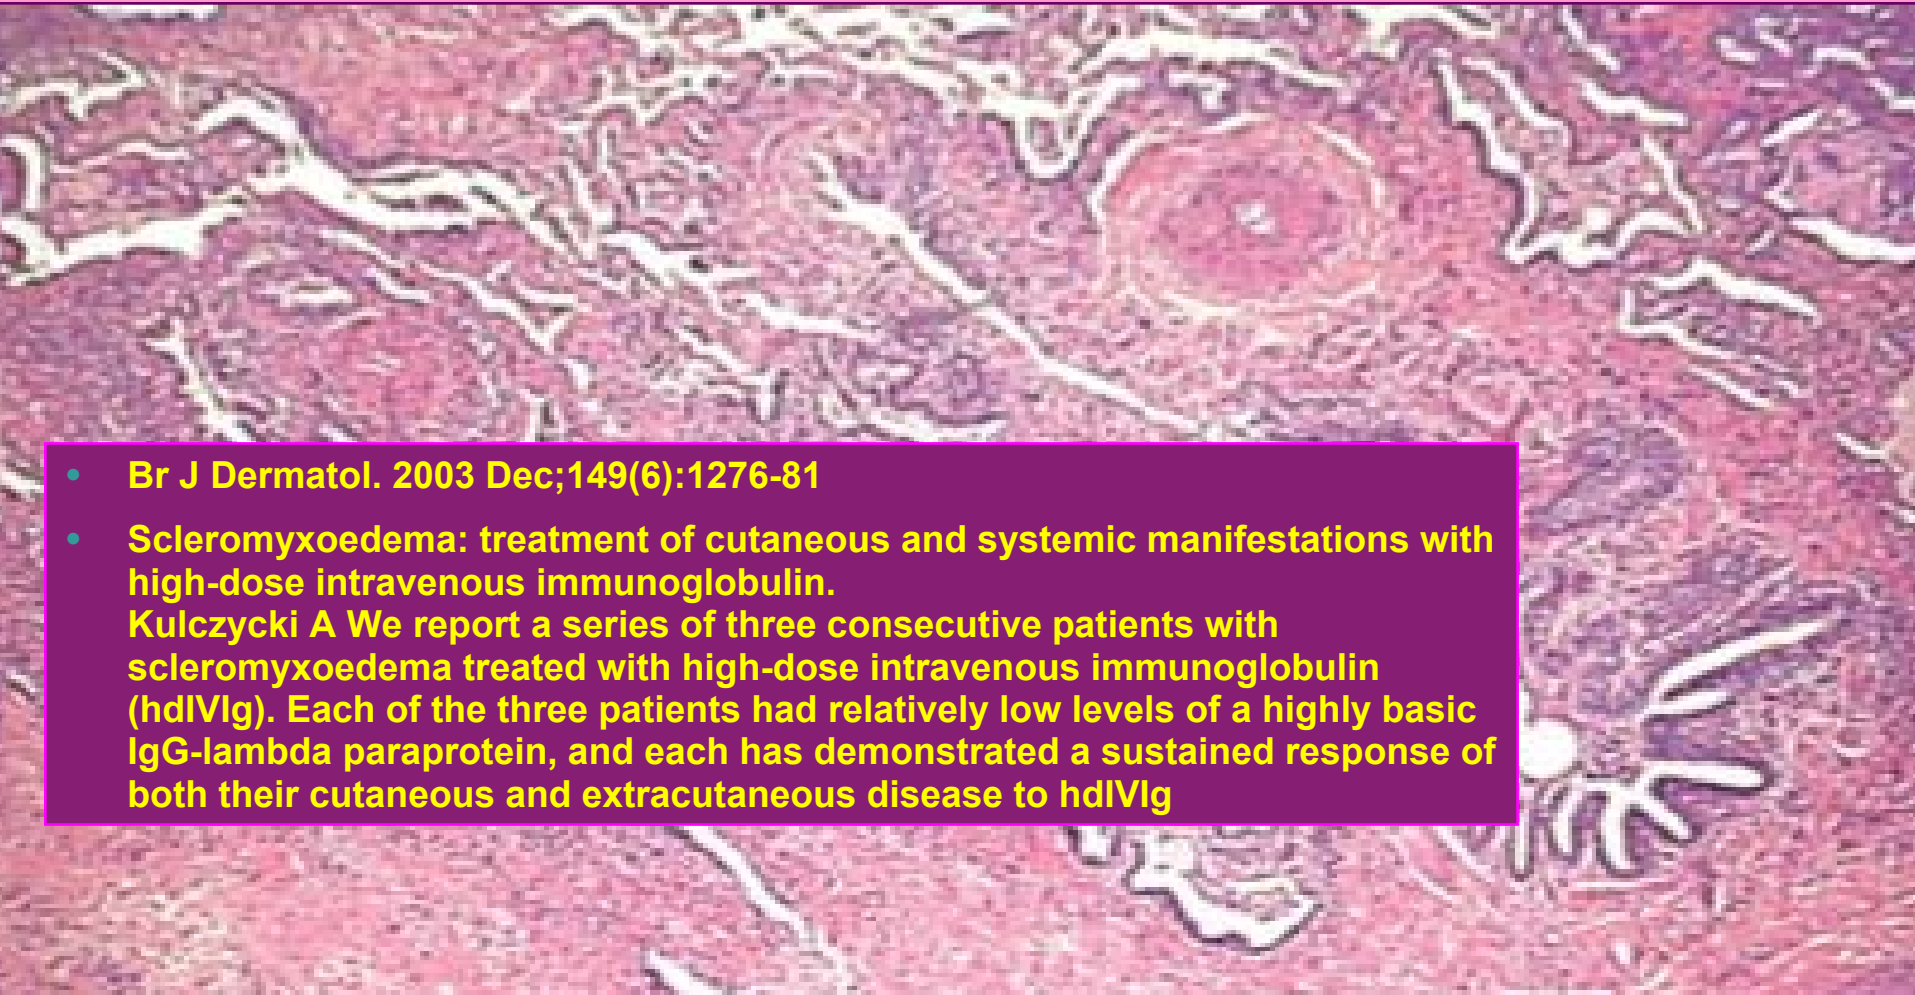 • Br J Dermatol. 2003 Dec;149(6):1276-81
• Scleromyxoedema: treatment of cutaneous and systemic manifestations with
high-dose intravenous immunoglobulin.
Kulczycki A We report a series of three consecutive patients with
scleromyxoedema treated with high-dose intravenous immunoglobulin
(hdIVIg). Each of the three patients had relatively low levels of a highly basic
IgG-lambda paraprotein, and each has demonstrated a sustained response of
both their cutaneous and extracutaneous disease to hdIVIg